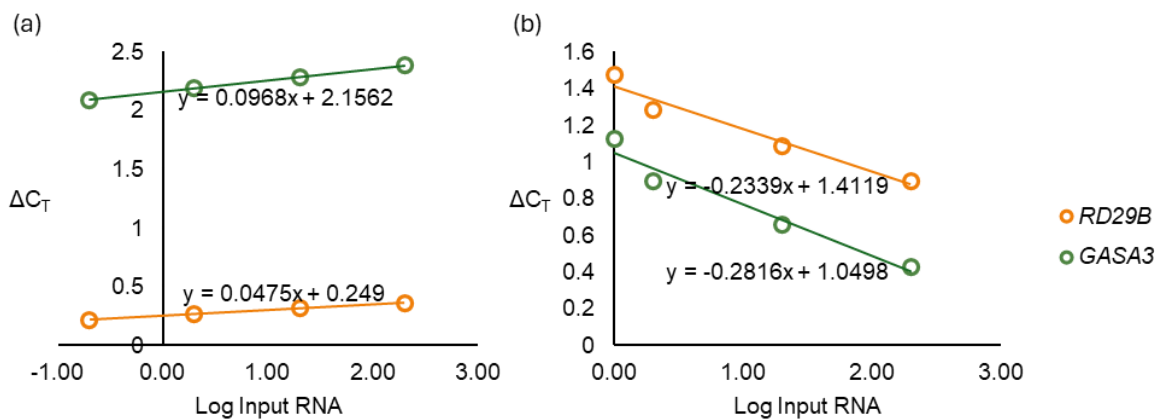 (a)
2.5
2
1.5
1
0.5
0
ΔC_T
y = 0.0968x + 2.1562
y = 0.0475x + 0.249
-1.00 0.00 1.00 2.00 3.00
Log Input RNA
(b)
1.6
1.4
1.2
1
0.8
0.6
0.4
0.2
0
ΔC_T
y = -0.2339x + 1.4119
y = -0.2816x + 1.0498
0.00 1.00 2.00 3.00
Log Input RNA
RD29B
GASA3